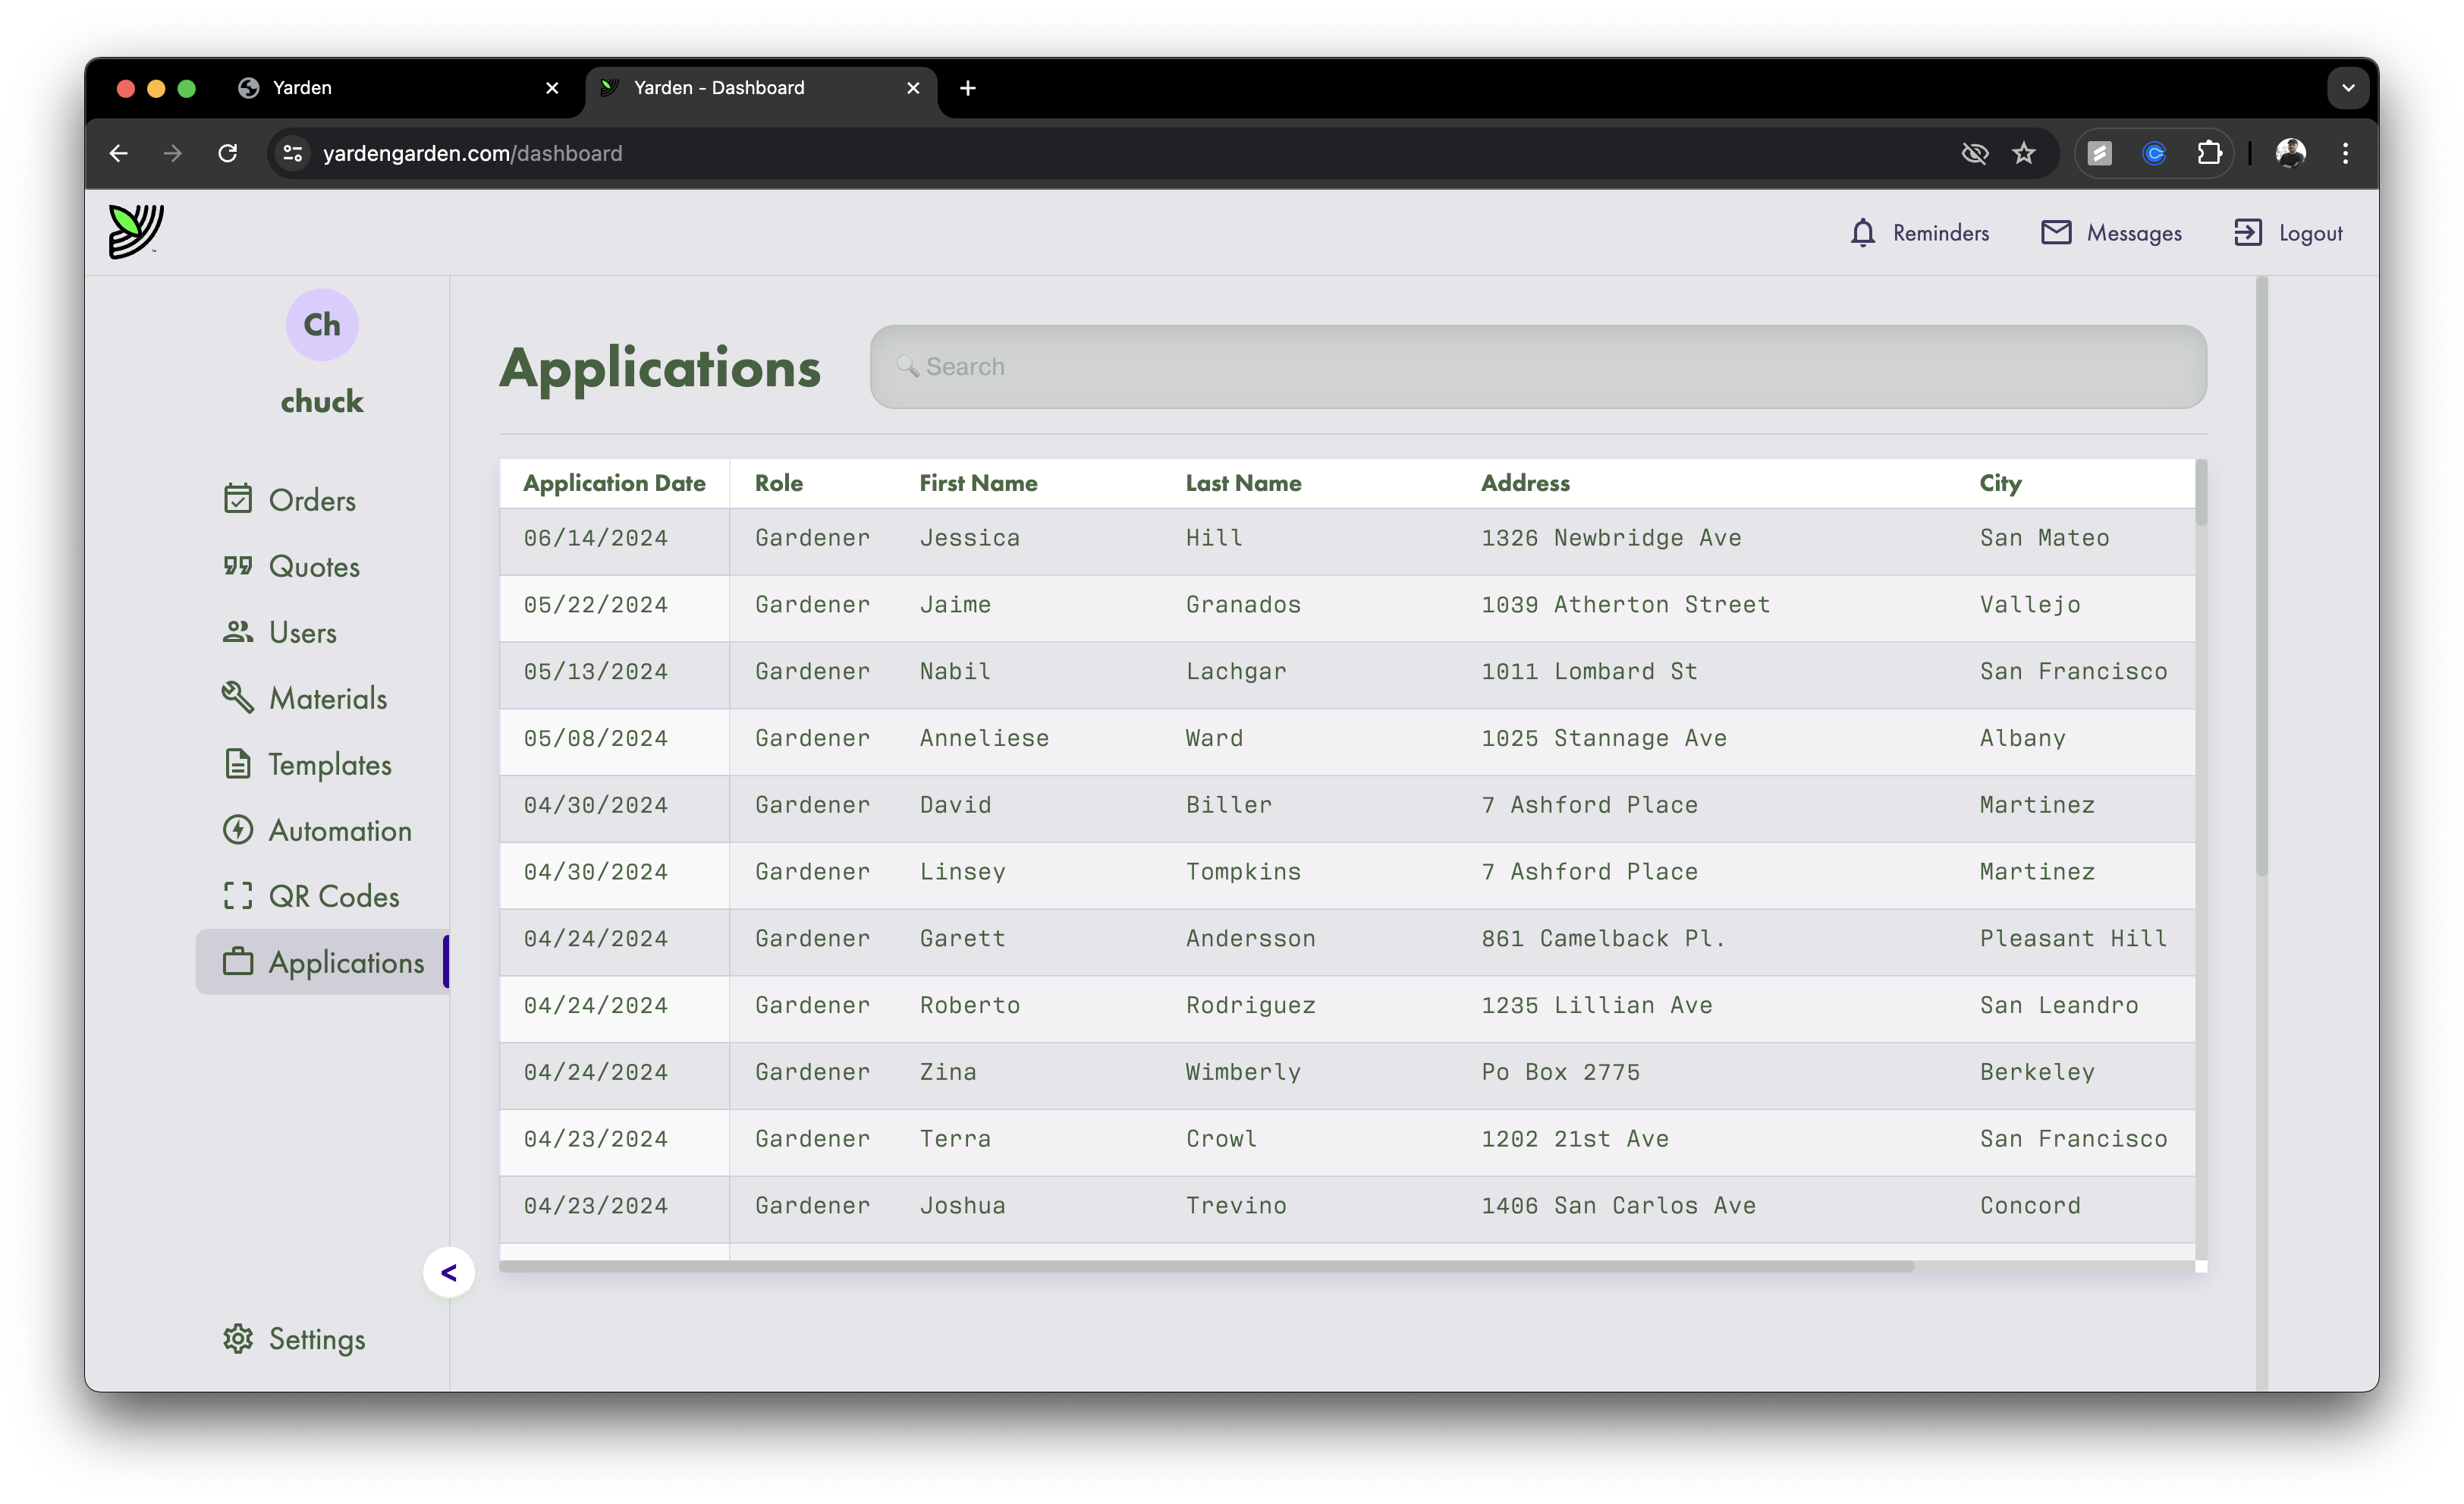 Yarden
Yarden - Dashboard
yardengarden.com/dashboard
Reminders
Messages
Logout
Ch
chuck
Orders
Quotes
Users
Materials
Templates
Automation
QR Codes
Applications
Settings
Applications
Search
Application Date Role First Name Last Name Address City
06/14/2024 Gardener Jessica Hill 1326 Newbridge Ave San Mateo
05/22/2024 Gardener Jaime Granados 1039 Atherton Street Vallejo
05/13/2024 Gardener Nabil Lachgar 1011 Lombard St San Francisco
05/08/2024 Gardener Anneliese Ward 1025 Stannage Ave Albany
04/30/2024 Gardener David Biller 7 Ashford Place Martinez
04/30/2024 Gardener Linsey Tompkins 7 Ashford Place Martinez
04/24/2024 Gardener Garett Andersson 861 Camelback Pl. Pleasant Hill
04/24/2024 Gardener Roberto Rodriguez 1235 Lillian Ave San Leandro
04/24/2024 Gardener Zina Wimberly Po Box 2775 Berkeley
04/23/2024 Gardener Terra Crowl 1202 21st Ave San Francisco
04/23/2024 Gardener Joshua Trevino 1406 San Carlos Ave Concord
<